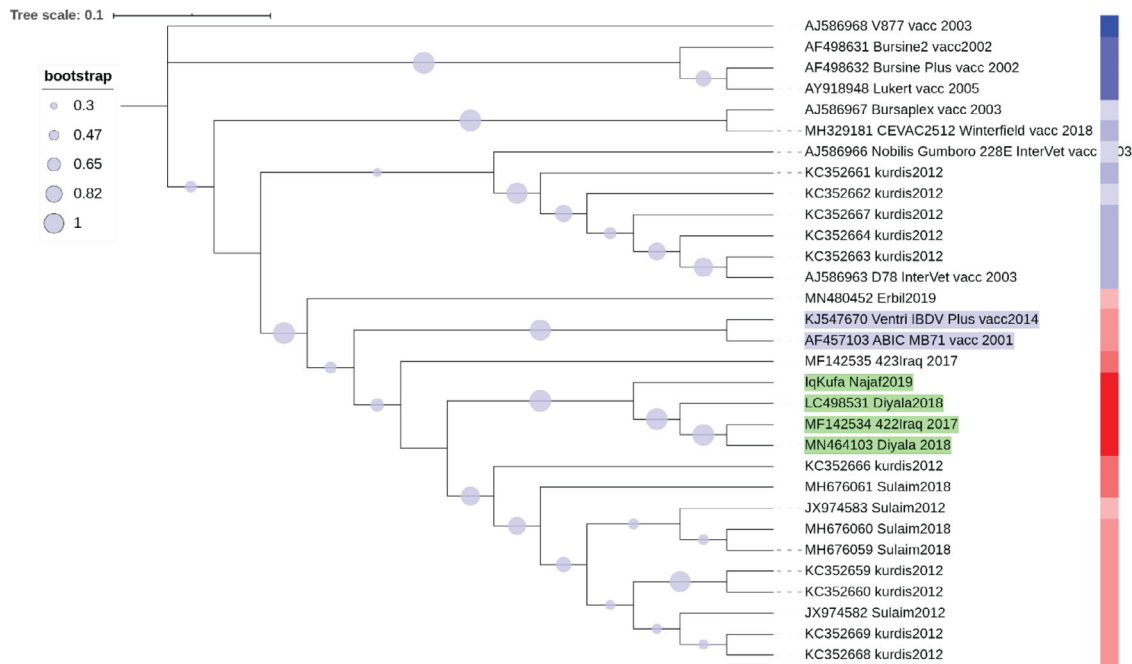 Tree scale: 0.1
bootstrap
0.3
0.47
0.65
0.82
1
AJ586968 V877 vacc 2003
AF498631 Bursine2 vacc2002
AF498632 Bursine Plus vacc 2002
AY918948 Lukert vacc 2005
AJ586967 Bursaplex vacc 2003
MH329181 CEVAC2512 Winterfield vacc 2018
AJ586966 Nobilis Gumboro 228E InterVet vacc 03
KC352661 kurdis2012
KC352662 kurdis2012
KC352667 kurdis2012
KC352664 kurdis2012
KC352663 kurdis2012
AJ586963 D78 InterVet vacc 2003
MN480452 Erbil2019
KJ547670 Ventri IBDV Plus vacc2014
AF457103 ABIC MB71 vacc 2001
MF142535 423Iraq 2017
IqKufa Najaf2019
LC498531 Diyala2018
MF142534 422Iraq 2017
MN464103 Diyala 2018
KC352666 kurdis2012
MH676061 Sulaim2018
JX974583 Sulaim2012
MH676060 Sulaim2018
MH676059 Sulaim2018
KC352659 kurdis2012
KC352660 kurdis2012
JX974582 Sulaim2012
KC352669 kurdis2012
KC352668 kurdis2012